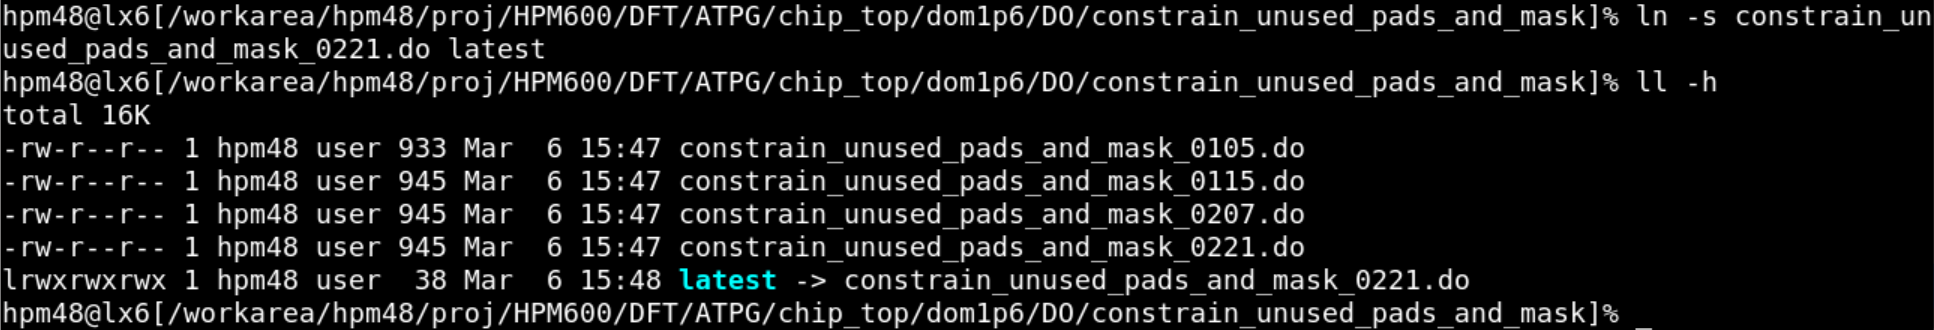 hpm48@lx6[/workarea/hpm48/proj/HPM600/DFT/ATPG/chip_top/dom1p6/DO/constrain_unused_pads_and_mask]% ln -s constrain_un
used_pads_and_mask_0221.do latest
hpm48@lx6[/workarea/hpm48/proj/HPM600/DFT/ATPG/chip_top/dom1p6/DO/constrain_unused_pads_and_mask]% ll -h
total 16K
-rw-r--r-- 1 hpm48 user 933 Mar  6 15:47 constrain_unused_pads_and_mask_0105.do
-rw-r--r-- 1 hpm48 user 945 Mar  6 15:47 constrain_unused_pads_and_mask_0115.do
-rw-r--r-- 1 hpm48 user 945 Mar  6 15:47 constrain_unused_pads_and_mask_0207.do
-rw-r--r-- 1 hpm48 user 945 Mar  6 15:47 constrain_unused_pads_and_mask_0221.do
lrwxrwxrwx 1 hpm48 user  38 Mar  6 15:48 latest -> constrain_unused_pads_and_mask_0221.do
hpm48@lx6[/workarea/hpm48/proj/HPM600/DFT/ATPG/chip_top/dom1p6/DO/constrain_unused_pads_and_mask]% _